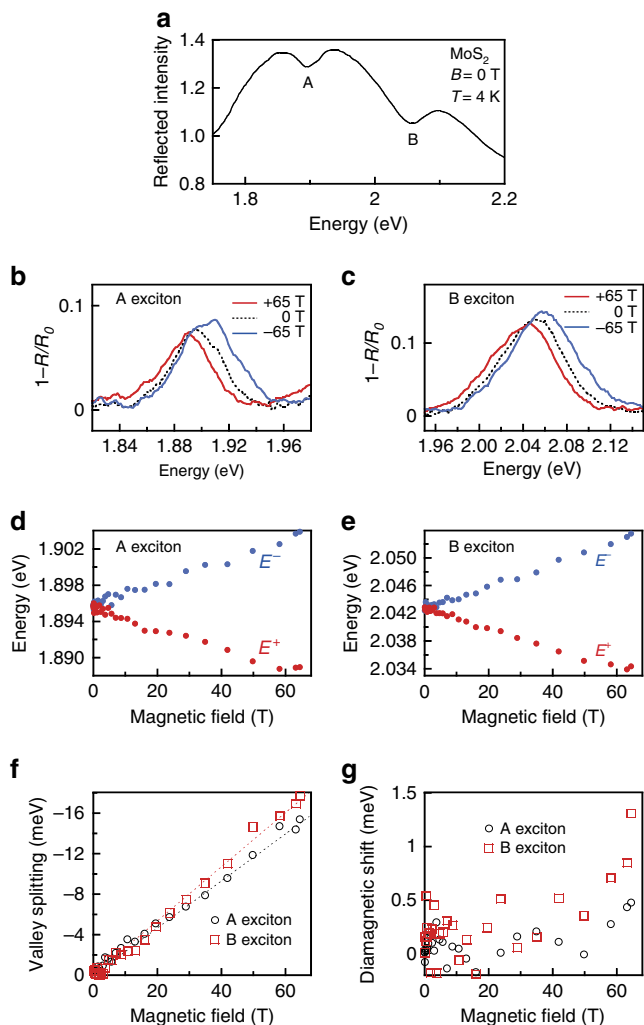 a
Reflected intensity
1.4
1.2
1.0
0.8
MoS2
B = 0 T
T = 4 K
A
B
1.8
2
2.2
Energy (eV)
b
1–R/R0
0.1
0
A exciton
+65 T
0 T
–65 T
1.84
1.88
1.92
1.96
Energy (eV)
c
1–R/R0
0.1
0
B exciton
+65 T
0 T
–65 T
1.96
2.00
2.04
2.08
2.12
Energy (eV)
d
Energy (eV)
1.902
1.898
1.894
1.890
A exciton
E–
E+
0
20
40
60
Magnetic field (T)
e
Energy (eV)
2.050
2.046
2.042
2.038
2.034
B exciton
E–
E+
0
20
40
60
Magnetic field (T)
f
Valley splitting (meV)
–16
–12
–8
–4
0
A exciton
B exciton
0
20
40
60
Magnetic field (T)
g
Diamagnetic shift (meV)
1.5
1
0.5
0
A exciton
B exciton
0
20
40
60
Magnetic field (T)